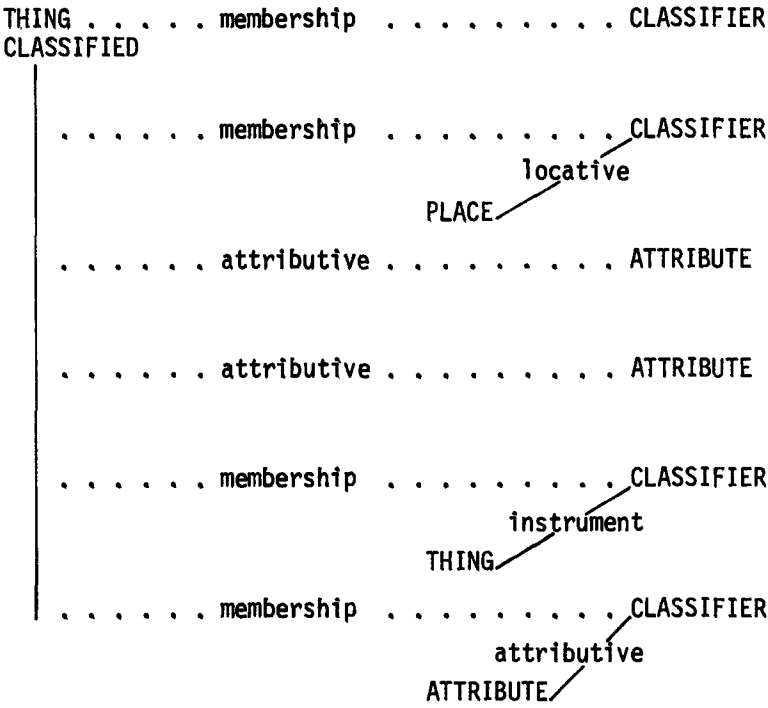 THING . . . . . membership . . . . . . . . . . CLASSIFIER
CLASSIFIED
. . . . . . membership . . . . . . . . . CLASSIFIER
locative
PLACE
. . . . . . attributive . . . . . . . . . ATTRIBUTE
. . . . . . attributive . . . . . . . . . ATTRIBUTE
. . . . . . membership . . . . . . . . . CLASSIFIER
instrument
THING
. . . . . . membership . . . . . . . . . CLASSIFIER
attributive
ATTRIBUTE